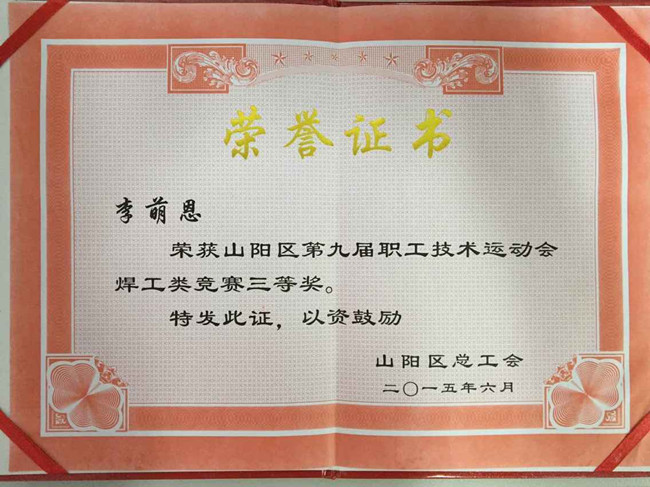 荣誉证书
李萌恩
荣获山阳区第九届职工技术运动会
焊工类竞赛三等奖。
特发此证，以资鼓励
山阳区总工会
二〇一五年六月